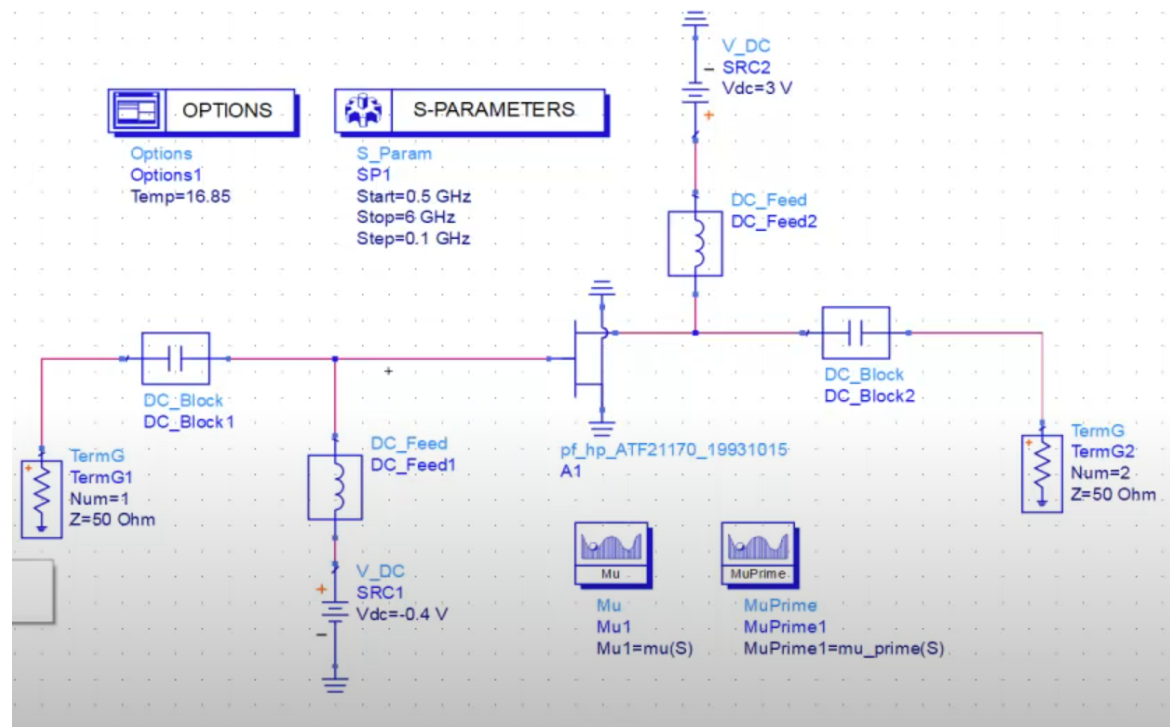 V_DC
SRC2
Vdc=3 V
OPTIONS
Options
Options1
Temp=16.85
S-PARAMETERS
S_Param
SP1
Start=0.5 GHz
Stop=6 GHz
Step=0.1 GHz
DC_Feed
DC_Feed2
DC_Block
DC_Block1
DC_Block
DC_Block2
TermG
TermG1
Num=1
Z=50 Ohm
DC_Feed
DC_Feed1
pf_hp_ATF21170_19931015
A1
TermG
TermG2
Num=2
Z=50 Ohm
V_DC
SRC1
Vdc=-0.4 V
Mu
Mu
Mu1
Mu1=mu(S)
MuPrime
MuPrime
MuPrime1
MuPrime1=mu_prime(S)